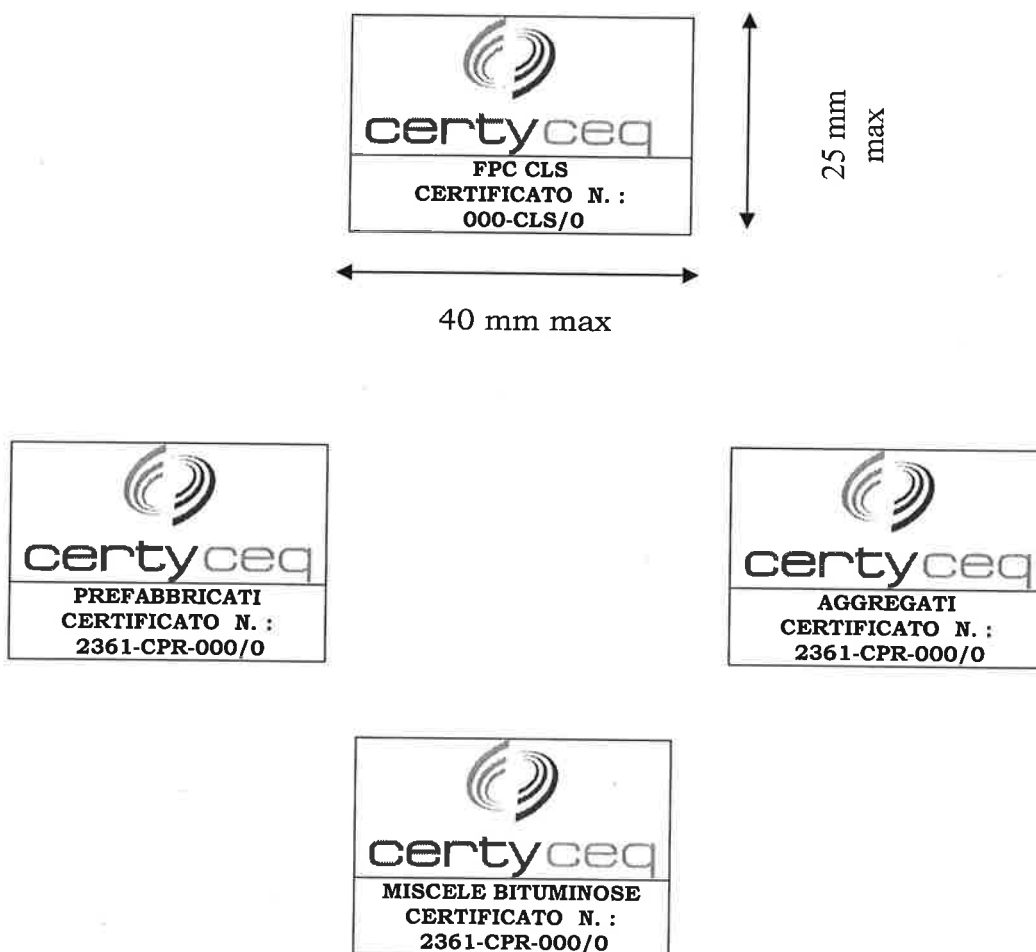 certyceq
FPC CLS
CERTIFICATO N. :
000-CLS/0
25 mm
max
40 mm max
certyceq
PREFABBRICATI
CERTIFICATO N. :
2361-CPR-000/0
certyceq
AGGREGATI
CERTIFICATO N. :
2361-CPR-000/0
certyceq
MISCELE BITUMINOSE
CERTIFICATO N. :
2361-CPR-000/0